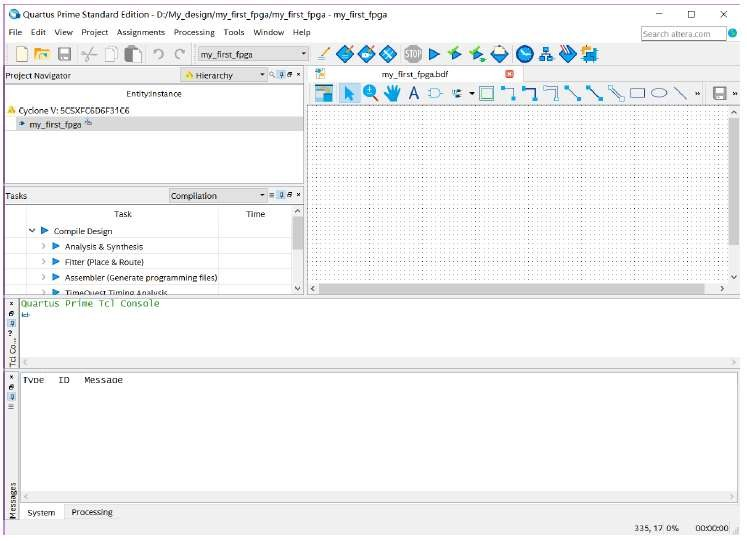 Quartus Prime Standard Edition - D:/My_design/my_first_fpga/my_first_fpga - my_first_fpga
File Edit View Project Assignments Processing Tools Window Help
Search altera.com
my_first_fpga
STOP
Project Navigator
Hierarchy
my_first_fpga.bdf
Entity:Instance
Cyclone V: 5CSXFC6D6F31C6
my_first_fpga
Tasks
Compilation
Task Time
Compile Design
Analysis & Synthesis
Fitter (Place & Route)
Assembler (Generate programming files)
TimeQuest Timing Analysis
Quartus Prime Tcl Console
tcl>
Tcl Co...
Type ID Message
Messages
System Processing
335, 17 0% 00:00:00